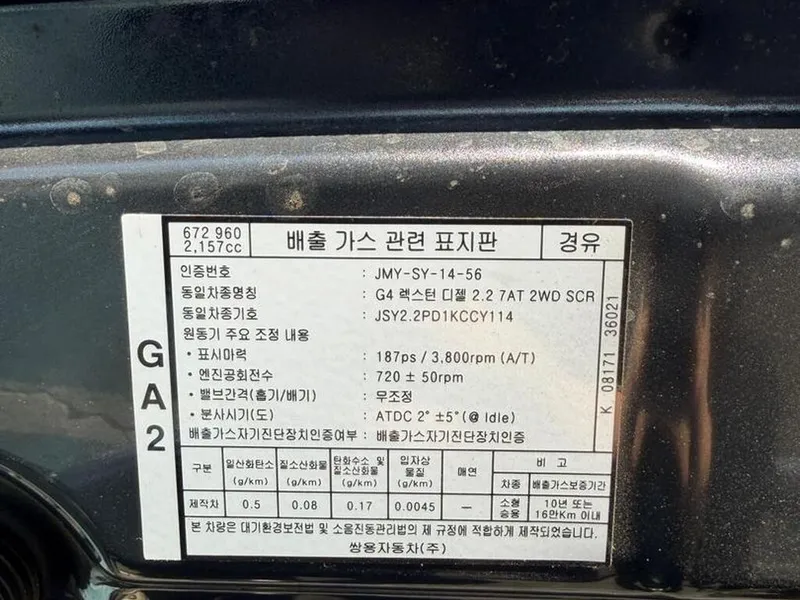 672 960
2,157cc
배출 가스 관련 표지판
경유
인증번호 : JMY-SY-14-56
동일차종명칭 : G4 렉스턴 디젤 2.2 7AT 2WD SCR
동일차종기호 : JSY2.2PD1KCCY114
원동기 주요 조정 내용
• 표시마력 : 187ps / 3,800rpm (A/T)
• 엔진공회전수 : 720 ± 50rpm
• 밸브간격(흡기/배기) : 무조정
• 분사시기(도) : ATDC 2° ±5°(@ Idle)
배출가스자기진단장치인증여부 : 배출가스자기진단장치인증
K 08171 36021
GA2
구분 일산화탄소 (g/km) 질소산화물 (g/km) 탄화수소 및 질소산화물 (g/km) 입자상 물질 (g/km) 매연 비 고
차종 배출가스보증기간
제작차 0.5 0.08 0.17 0.0045 — 소형 승용 10년 또는 16만Km 이내
본 차량은 대기환경보전법 및 소음진동관리법의 제 규정에 적합하게 제작되었습니다.
쌍용자동차(주)